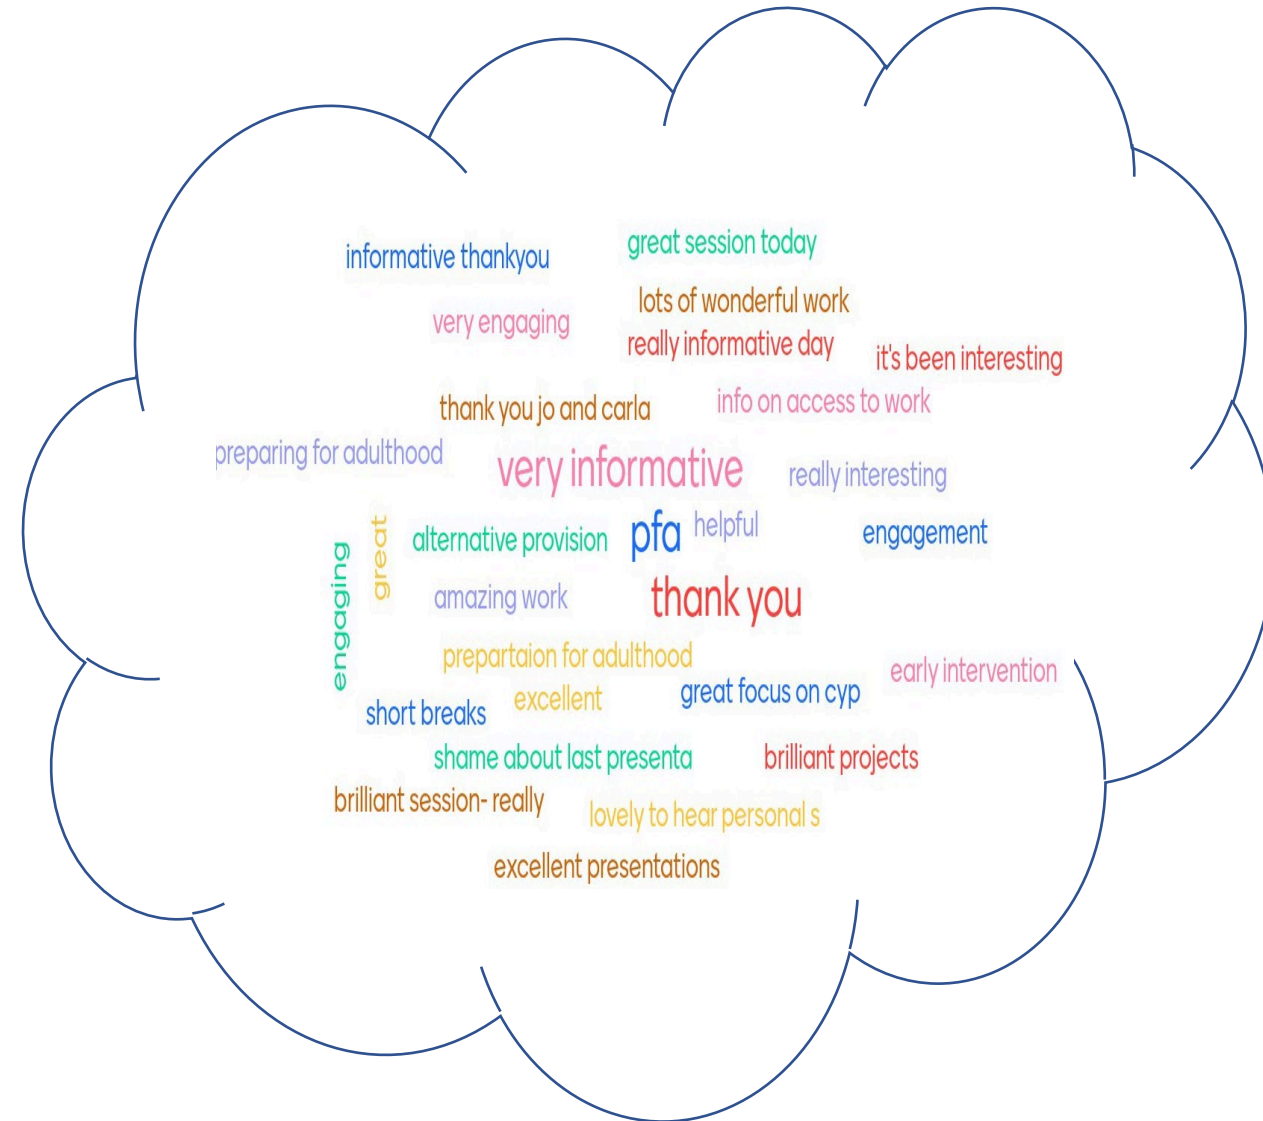 informative thankyou
great session today
lots of wonderful work
very engaging
really informative day
it's been interesting
thank you jo and carla
info on access to work
preparing for adulthood
very informative
really interesting
great
engaging
alternative provision
pfa
helpful
engagement
amazing work
thank you
prepartaion for adulthood
early intervention
excellent
great focus on cyp
short breaks
shame about last presenta
brilliant projects
brilliant session- really
lovely to hear personal s
excellent presentations